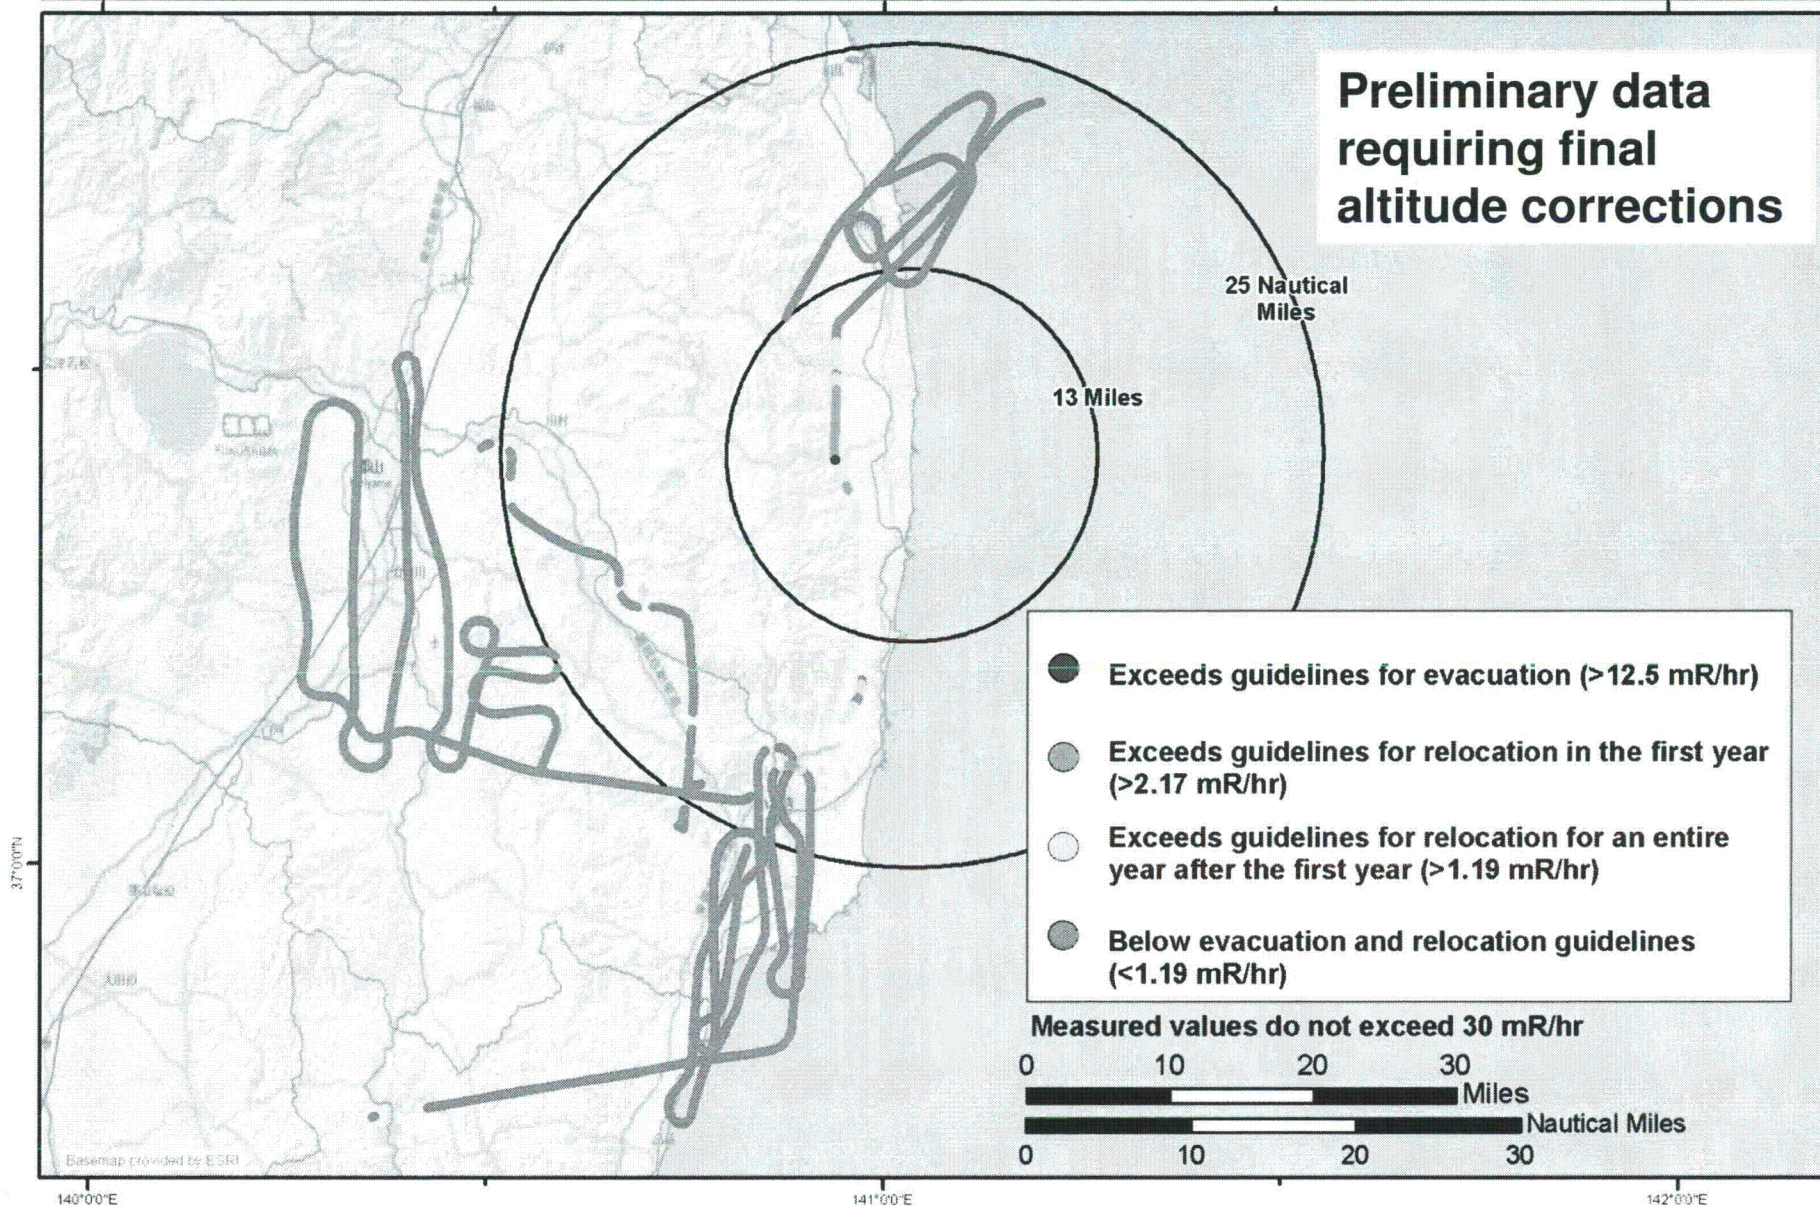 Preliminary data
requiring final
altitude corrections
25 Nautical
Miles
13 Miles
Exceeds guidelines for evacuation (>12.5 mR/hr)
Exceeds guidelines for relocation in the first year
(>2.17 mR/hr)
Exceeds guidelines for relocation for an entire
year after the first year (>1.19 mR/hr)
Below evacuation and relocation guidelines
(<1.19 mR/hr)
Measured values do not exceed 30 mR/hr
0 10 20 30
Miles
Nautical Miles
0 10 20 30
37°0'0"N
Basemap provided by ESRI
140°0'0"E 141°0'0"E 142°0'0"E